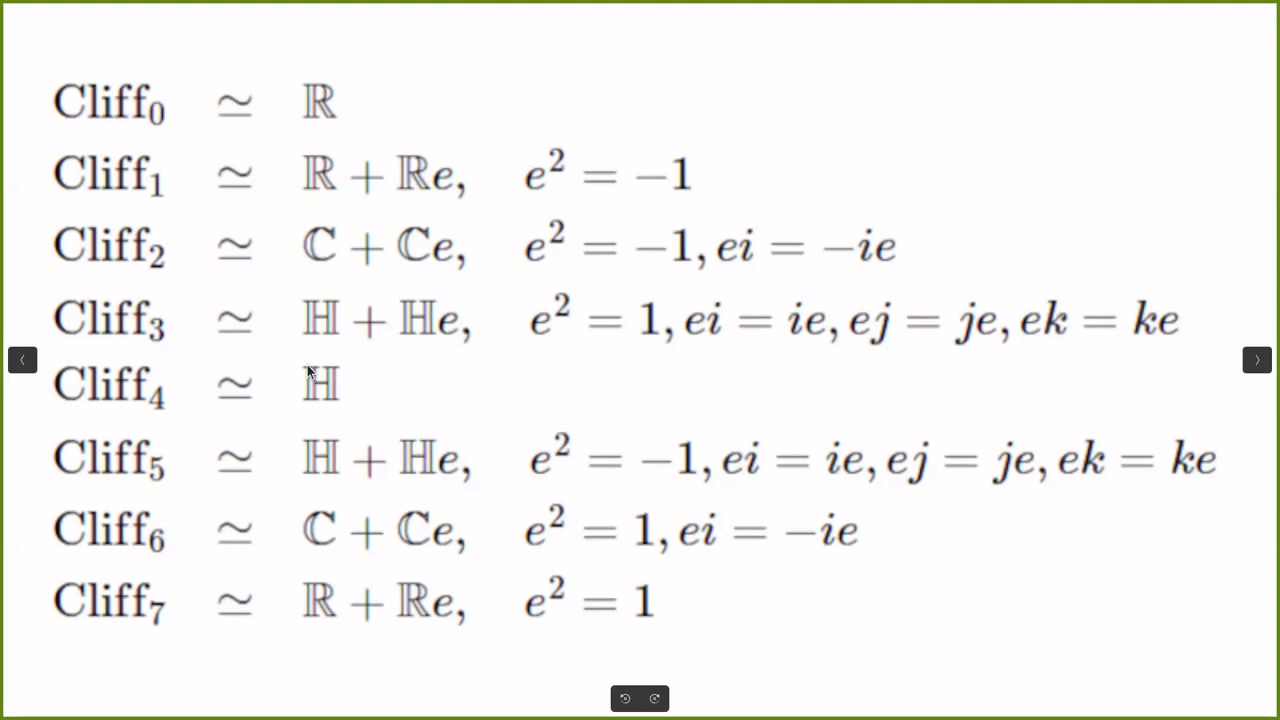 Cliff₀ ≃ ℝ
Cliff₁ ≃ ℝ + ℝe, e² = −1
Cliff₂ ≃ ℂ + ℂe, e² = −1, ei = −ie
Cliff₃ ≃ ℍ + ℍe, e² = 1, ei = ie, ej = je, ek = ke
Cliff₄ ≃ ℍ
Cliff₅ ≃ ℍ + ℍe, e² = −1, ei = ie, ej = je, ek = ke
Cliff₆ ≃ ℂ + ℂe, e² = 1, ei = −ie
Cliff₇ ≃ ℝ + ℝe, e² = 1